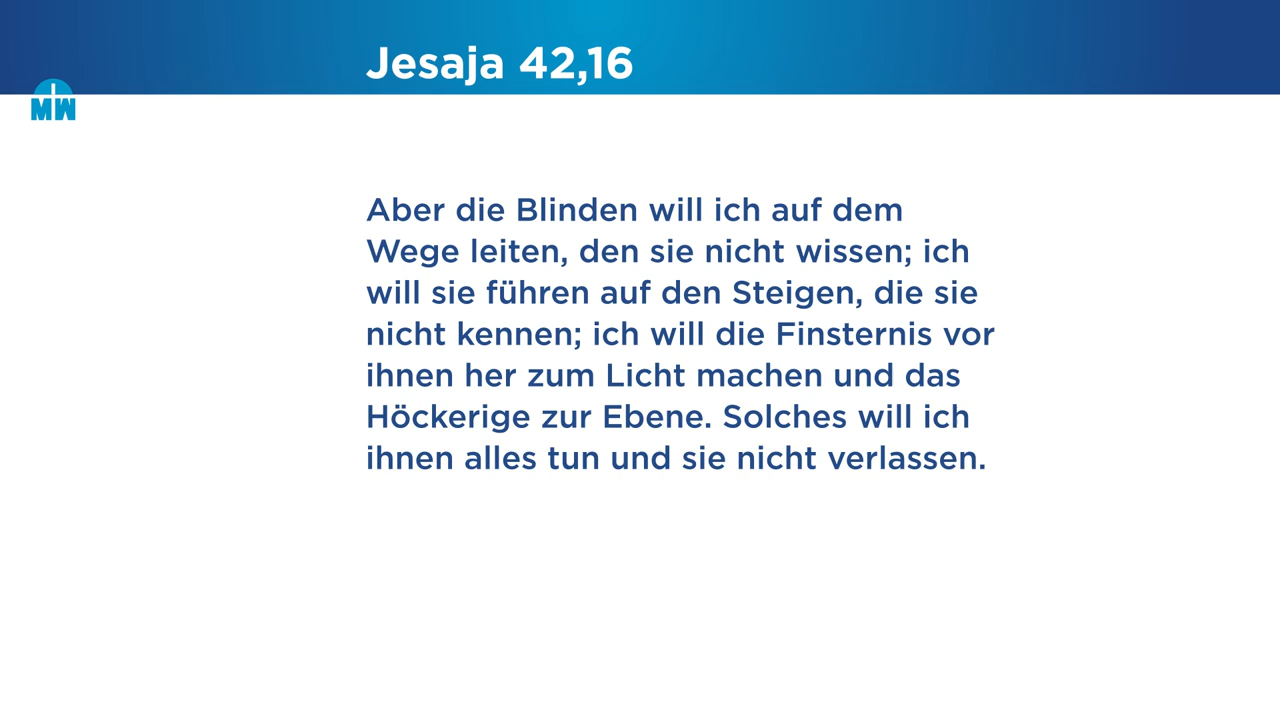 Jesaja 42,16
MW
Aber die Blinden will ich auf dem
Wege leiten, den sie nicht wissen; ich
will sie führen auf den Steigen, die sie
nicht kennen; ich will die Finsternis vor
ihnen her zum Licht machen und das
Höckerige zur Ebene. Solches will ich
ihnen alles tun und sie nicht verlassen.